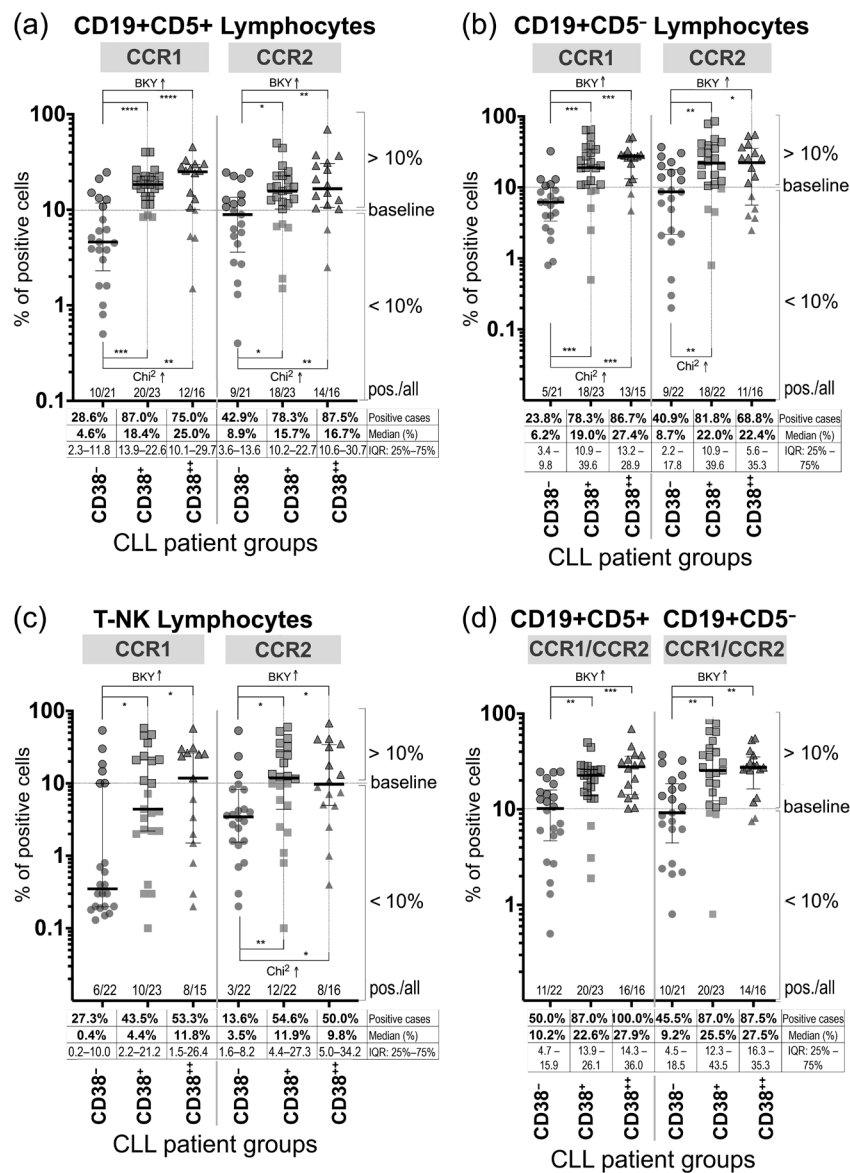 (a) CD19+CD5+ Lymphocytes
CCR1 CCR2
BKY ↑ BKY ↑
**** **** * **
100
10
1
0.1
% of positive cells
> 10%
baseline
< 10%
*** ** * **
Chi² ↑
10/21 20/23 12/16 9/21 18/23 14/16 pos./all
28.6% 87.0% 75.0% 42.9% 78.3% 87.5% Positive cases
4.6% 18.4% 25.0% 8.9% 15.7% 16.7% Median (%)
2.3–11.8 13.9–22.6 10.1–29.7 3.6–13.6 10.2–22.7 10.6–30.7 IQR: 25%–75%
CD38⁻ CD38⁺ CD38⁺⁺ CD38⁻ CD38⁺ CD38⁺⁺
CLL patient groups
(b) CD19+CD5⁻ Lymphocytes
CCR1 CCR2
BKY ↑ BKY ↑
*** *** ** *
100
10
1
0.1
% of positive cells
> 10%
baseline
< 10%
*** *** **
Chi² ↑
5/21 18/23 13/15 9/22 18/22 11/16 pos./all
23.8% 78.3% 86.7% 40.9% 81.8% 68.8% Positive cases
6.2% 19.0% 27.4% 8.7% 22.0% 22.4% Median (%)
3.4 – 10.9 – 13.2 – 2.2 – 10.9 – 5.6 – IQR: 25% –
9.8 39.6 28.9 17.8 39.6 35.3 75%
CD38⁻ CD38⁺ CD38⁺⁺ CD38⁻ CD38⁺ CD38⁺⁺
CLL patient groups
(c) T-NK Lymphocytes
CCR1 CCR2
BKY ↑ BKY ↑
* * * *
100
10
1
0.1
% of positive cells
> 10%
baseline
< 10%
** *
Chi² ↑
6/22 10/23 8/15 3/22 12/22 8/16 pos./all
27.3% 43.5% 53.3% 13.6% 54.6% 50.0% Positive cases
0.4% 4.4% 11.8% 3.5% 11.9% 9.8% Median (%)
0.2–10.0 2.2–21.2 1.5-26.4 1.6–8.2 4.4–27.3 5.0–34.2 IQR: 25%–75%
CD38⁻ CD38⁺ CD38⁺⁺ CD38⁻ CD38⁺ CD38⁺⁺
CLL patient groups
(d) CD19+CD5+ CD19+CD5⁻
CCR1/CCR2 CCR1/CCR2
BKY ↑ BKY ↑
** *** ** **
100
10
1
% of positive cells
> 10%
baseline
< 10%
11/22 20/23 16/16 10/21 20/23 14/16 pos./all
50.0% 87.0% 100.0% 45.5% 87.0% 87.5% Positive cases
10.2% 22.6% 27.9% 9.2% 25.5% 27.5% Median (%)
4.7 – 13.9 – 14.3 – 4.5 – 12.3 – 16.3 – IQR: 25% –
15.9 26.1 36.0 18.5 43.5 35.3 75%
CD38⁻ CD38⁺ CD38⁺⁺ CD38⁻ CD38⁺ CD38⁺⁺
CLL patient groups